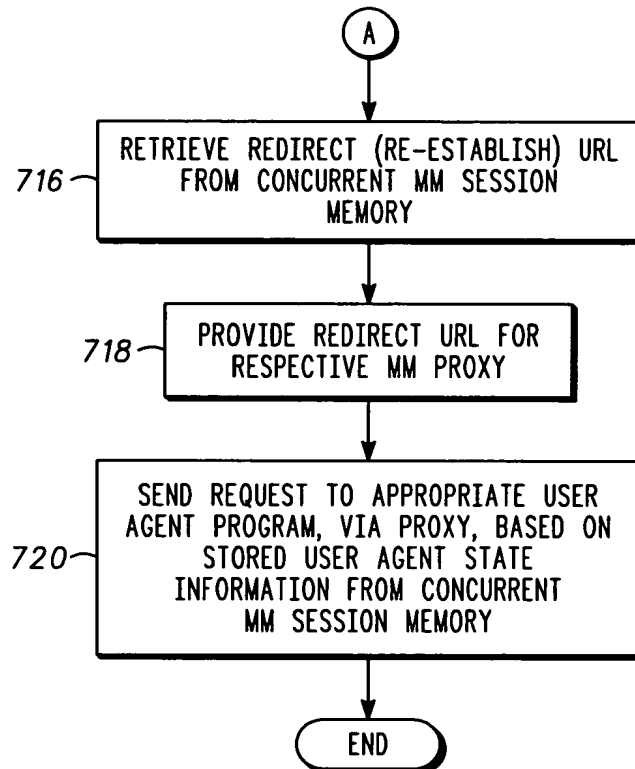 A
716
RETRIEVE REDIRECT (RE-ESTABLISH) URL
FROM CONCURRENT MM SESSION
MEMORY
718
PROVIDE REDIRECT URL FOR
RESPECTIVE MM PROXY
720
SEND REQUEST TO APPROPRIATE USER
AGENT PROGRAM, VIA PROXY, BASED ON
STORED USER AGENT STATE
INFORMATION FROM CONCURRENT
MM SESSION MEMORY
END